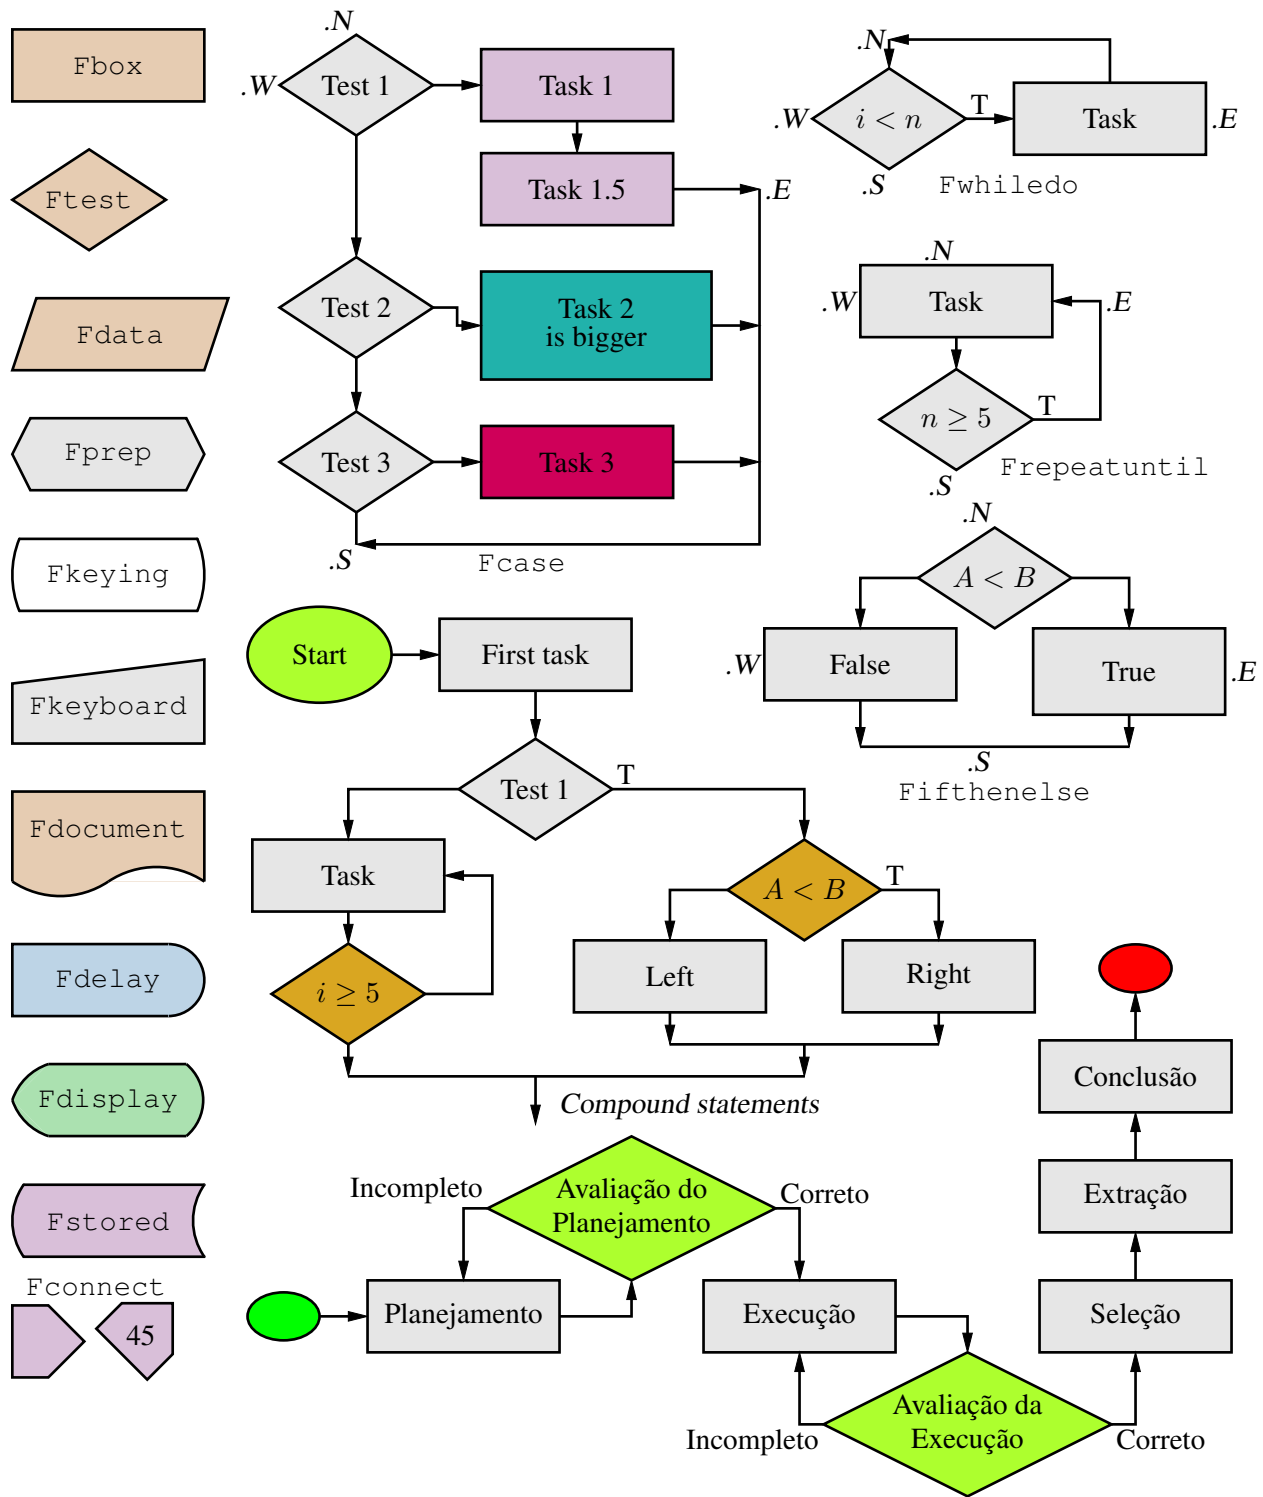 Fbox
Ftest
Fdata
Fprep
Fkeying
Fkeyboard
Fdocument
Fdelay
Fdisplay
Fstored
Fconnect
45
.N
.W
Test 1
Task 1
Task 1.5
.E
Test 2
Task 2
is bigger
Test 3
Task 3
.S
Fcase
.N
.W
i < n
T
Task
.E
.S
Fwhiledo
.N
.W
Task
.E
n ≥ 5
T
.S
Frepeatuntil
.N
A < B
.W
False
True
.E
.S
Fifthenelse
Start
First task
Test 1
T
Task
i ≥ 5
A < B
T
Left
Right
Compound statements
Incompleto
Avaliação do
Planejamento
Correto
Planejamento
Execução
Incompleto
Avaliação da
Execução
Correto
Seleção
Extração
Conclusão